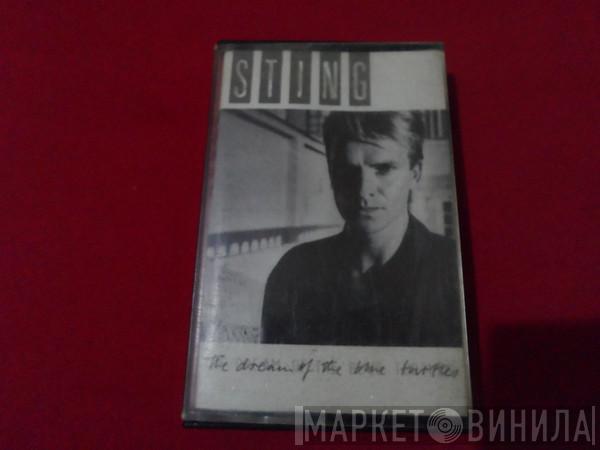 STING
The dream of the blue turtles
МАРКЕТ ВИНИЛА